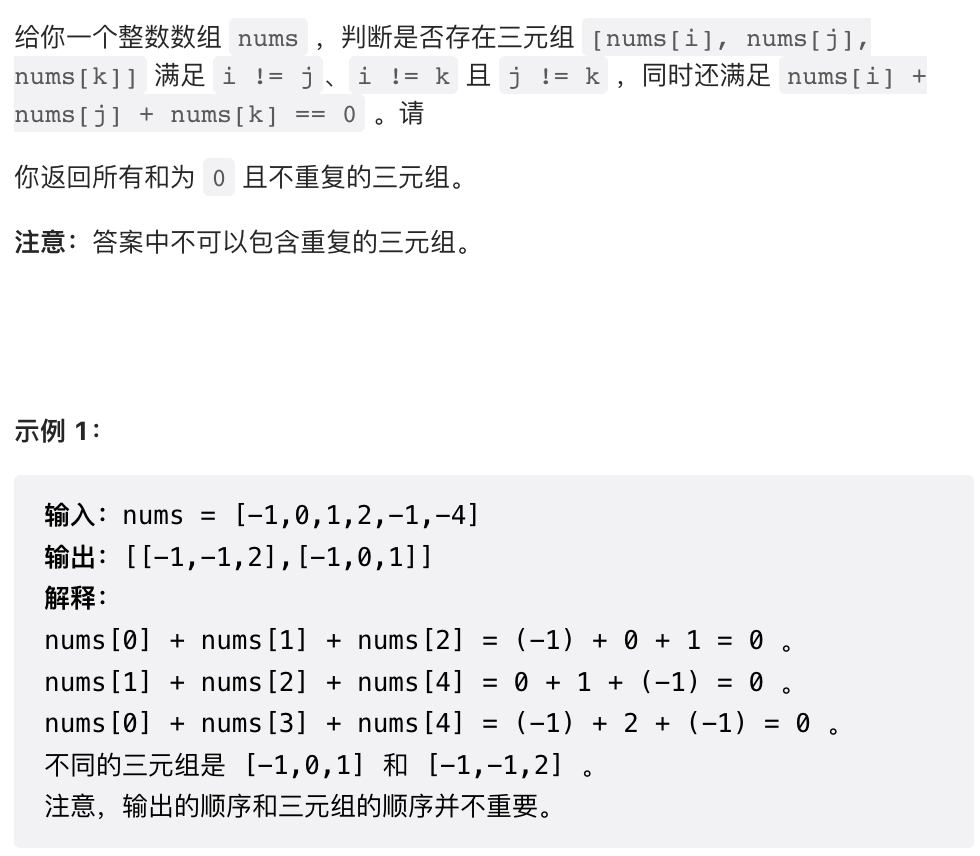 给你一个整数数组 nums ，判断是否存在三元组 [nums[i], nums[j],
nums[k]] 满足 i != j 、i != k 且 j != k ，同时还满足 nums[i] +
nums[j] + nums[k] == 0 。请
你返回所有和为 0 且不重复的三元组。
注意：答案中不可以包含重复的三元组。
示例 1：
输入：nums = [-1,0,1,2,-1,-4]
输出：[[-1,-1,2],[-1,0,1]]
解释：
nums[0] + nums[1] + nums[2] = (-1) + 0 + 1 = 0 。
nums[1] + nums[2] + nums[4] = 0 + 1 + (-1) = 0 。
nums[0] + nums[3] + nums[4] = (-1) + 2 + (-1) = 0 。
不同的三元组是 [-1,0,1] 和 [-1,-1,2] 。
注意，输出的顺序和三元组的顺序并不重要。